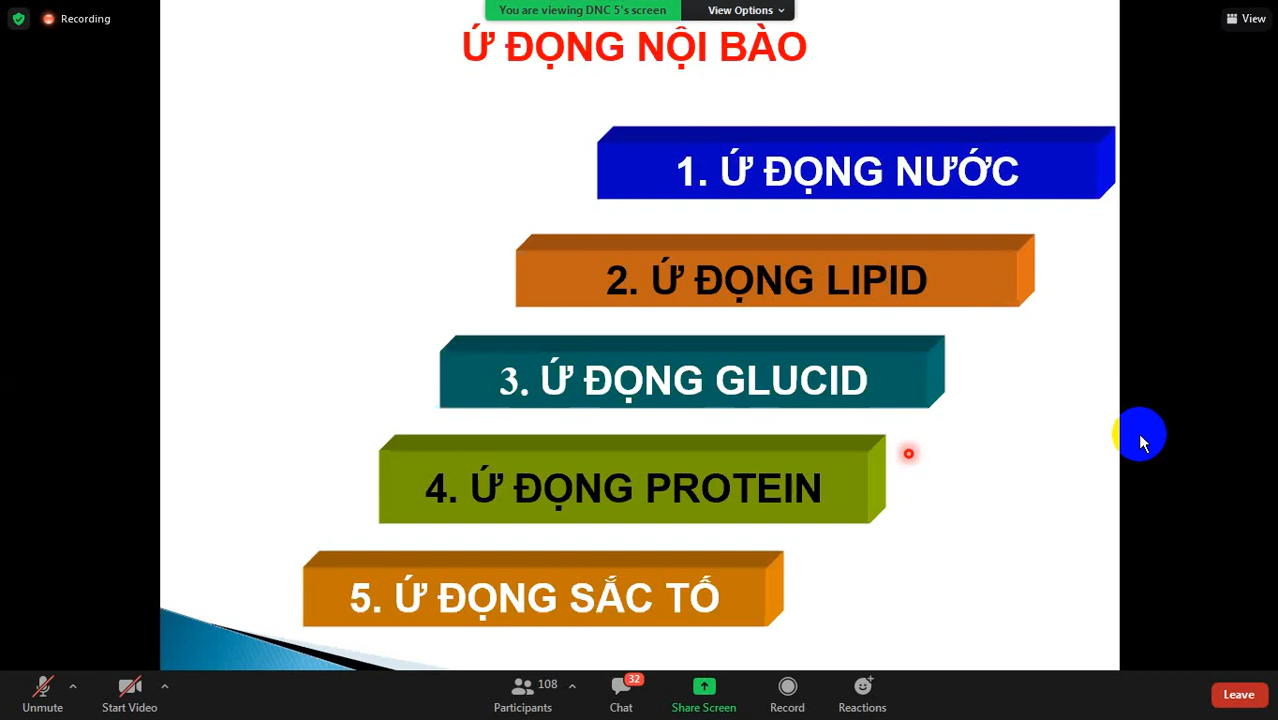 You are viewing DNC 5's screen
View Options
Recording
View
Ứ ĐỌNG NỘI BÀO
1. Ứ ĐỌNG NƯỚC
2. Ứ ĐỌNG LIPID
3. Ứ ĐỌNG GLUCID
4. Ứ ĐỌNG PROTEIN
5. Ứ ĐỌNG SẮC TỐ
Unmute
Start Video
108
Participants
32
Chat
Share Screen
Record
Reactions
Leave